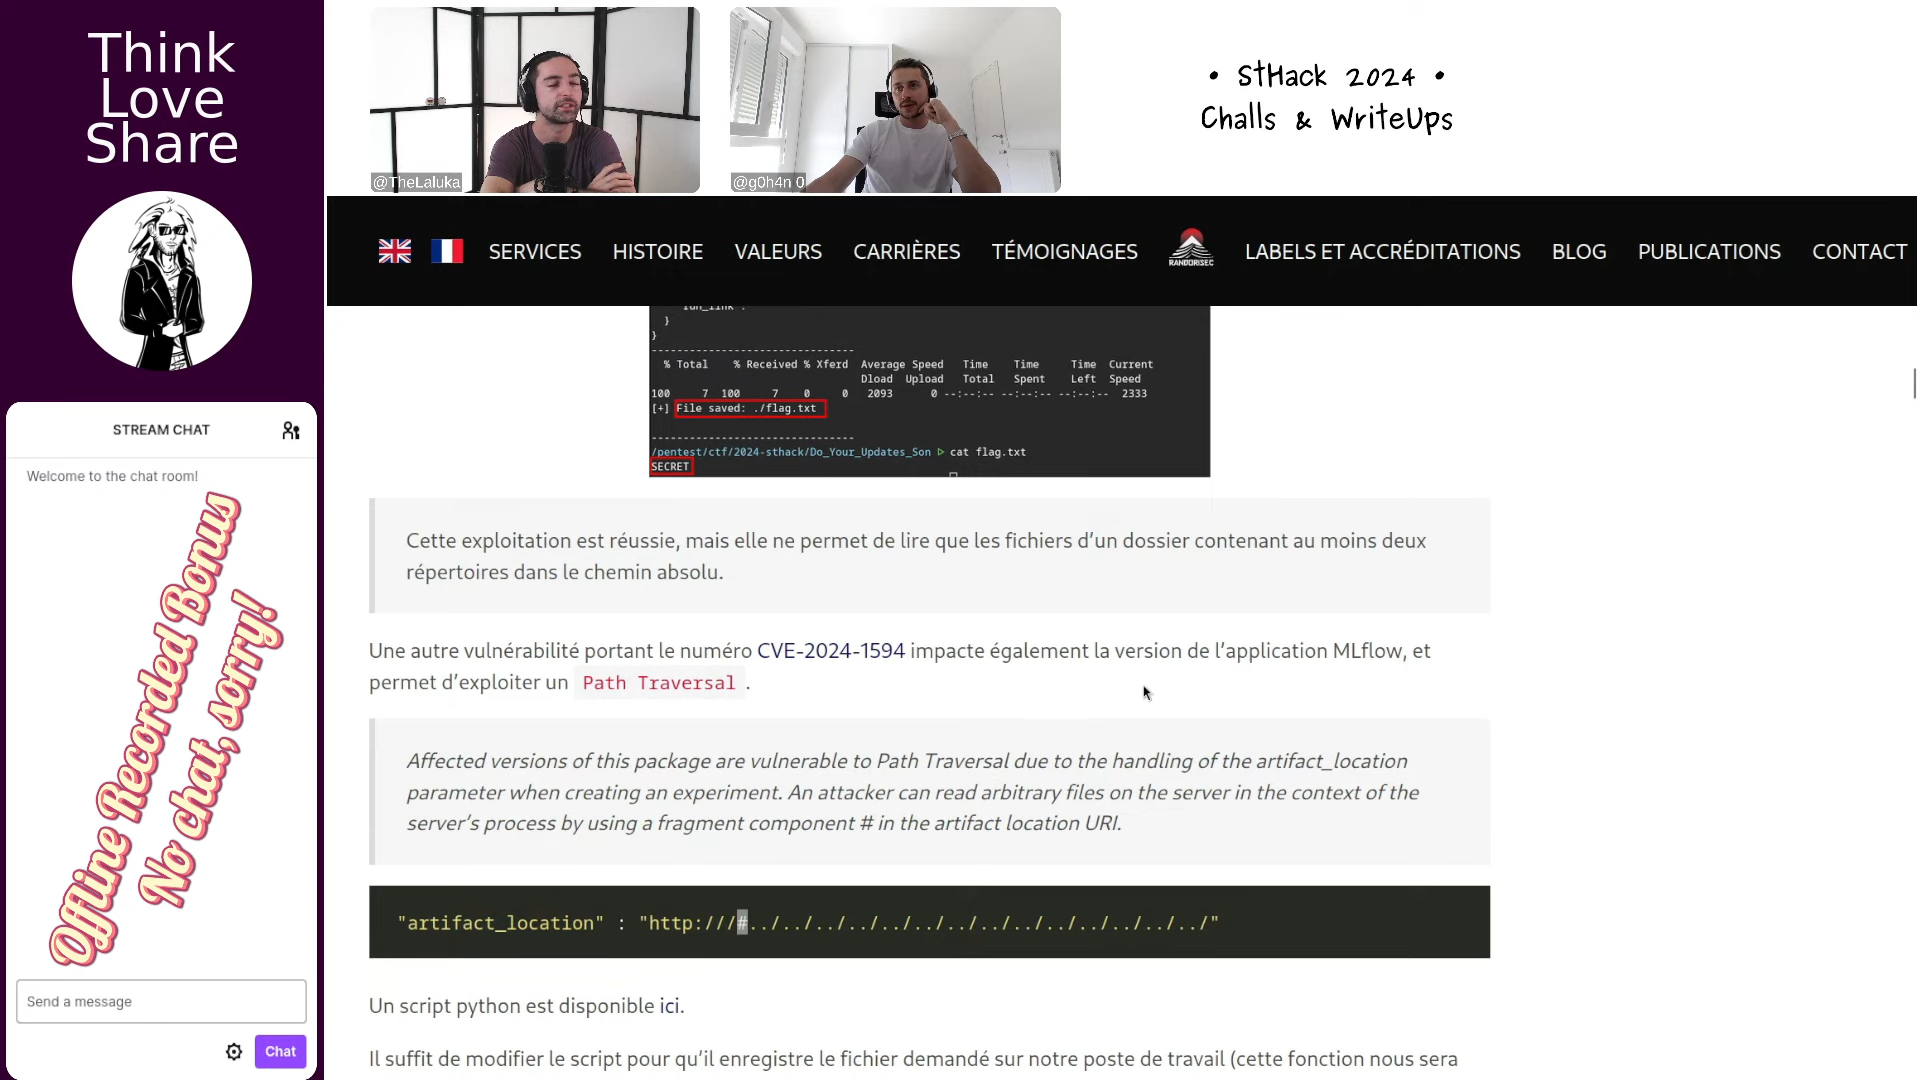 Think
Love
Share
@TheLaluka
@g0h4n 0
• StHack 2024 •
Challs & WriteUps
SERVICES HISTOIRE VALEURS CARRIÈRES TÉMOIGNAGES RANDORISEC LABELS ET ACCRÉDITATIONS BLOG PUBLICATIONS CONTACT
}
}
--------------------------------
% Total % Received % Xferd Average Speed Time Time Time Current
Dload Upload Total Spent Left Speed
100 7 100 7 0 0 2093 0 --:--:-- --:--:-- --:--:-- 2333
[+] File saved: ./flag.txt
--------------------------------
/pentest/ctf/2024-sthack/Do_Your_Updates_Son ▷ cat flag.txt
SECRET
Cette exploitation est réussie, mais elle ne permet de lire que les fichiers d’un dossier contenant au moins deux
répertoires dans le chemin absolu.
Une autre vulnérabilité portant le numéro CVE-2024-1594 impacte également la version de l’application MLflow, et
permet d’exploiter un Path Traversal .
Affected versions of this package are vulnerable to Path Traversal due to the handling of the artifact_location
parameter when creating an experiment. An attacker can read arbitrary files on the server in the context of the
server’s process by using a fragment component # in the artifact location URI.
"artifact_location" : "http:///#../../../../../../../../../../../../../../"
Un script python est disponible ici.
Il suffit de modifier le script pour qu’il enregistre le fichier demandé sur notre poste de travail (cette fonction nous sera
STREAM CHAT
Welcome to the chat room!
Offline Recorded Bonus
No chat, sorry!
Send a message
Chat